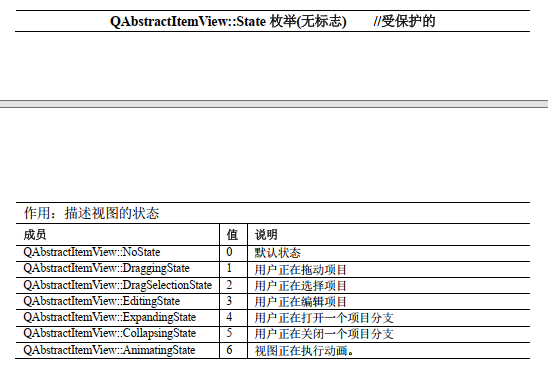 QAbstractItemView::State 枚举(无标志) //受保护的
作用：描述视图的状态
成员 值 说明
QAbstractItemView::NoState 0 默认状态
QAbstractItemView::DraggingState 1 用户正在拖动项目
QAbstractItemView::DragSelectionState 2 用户正在选择项目
QAbstractItemView::EditingState 3 用户正在编辑项目
QAbstractItemView::ExpandingState 4 用户正在打开一个项目分支
QAbstractItemView::CollapsingState 5 用户正在关闭一个项目分支
QAbstractItemView::AnimatingState 6 视图正在执行动画。